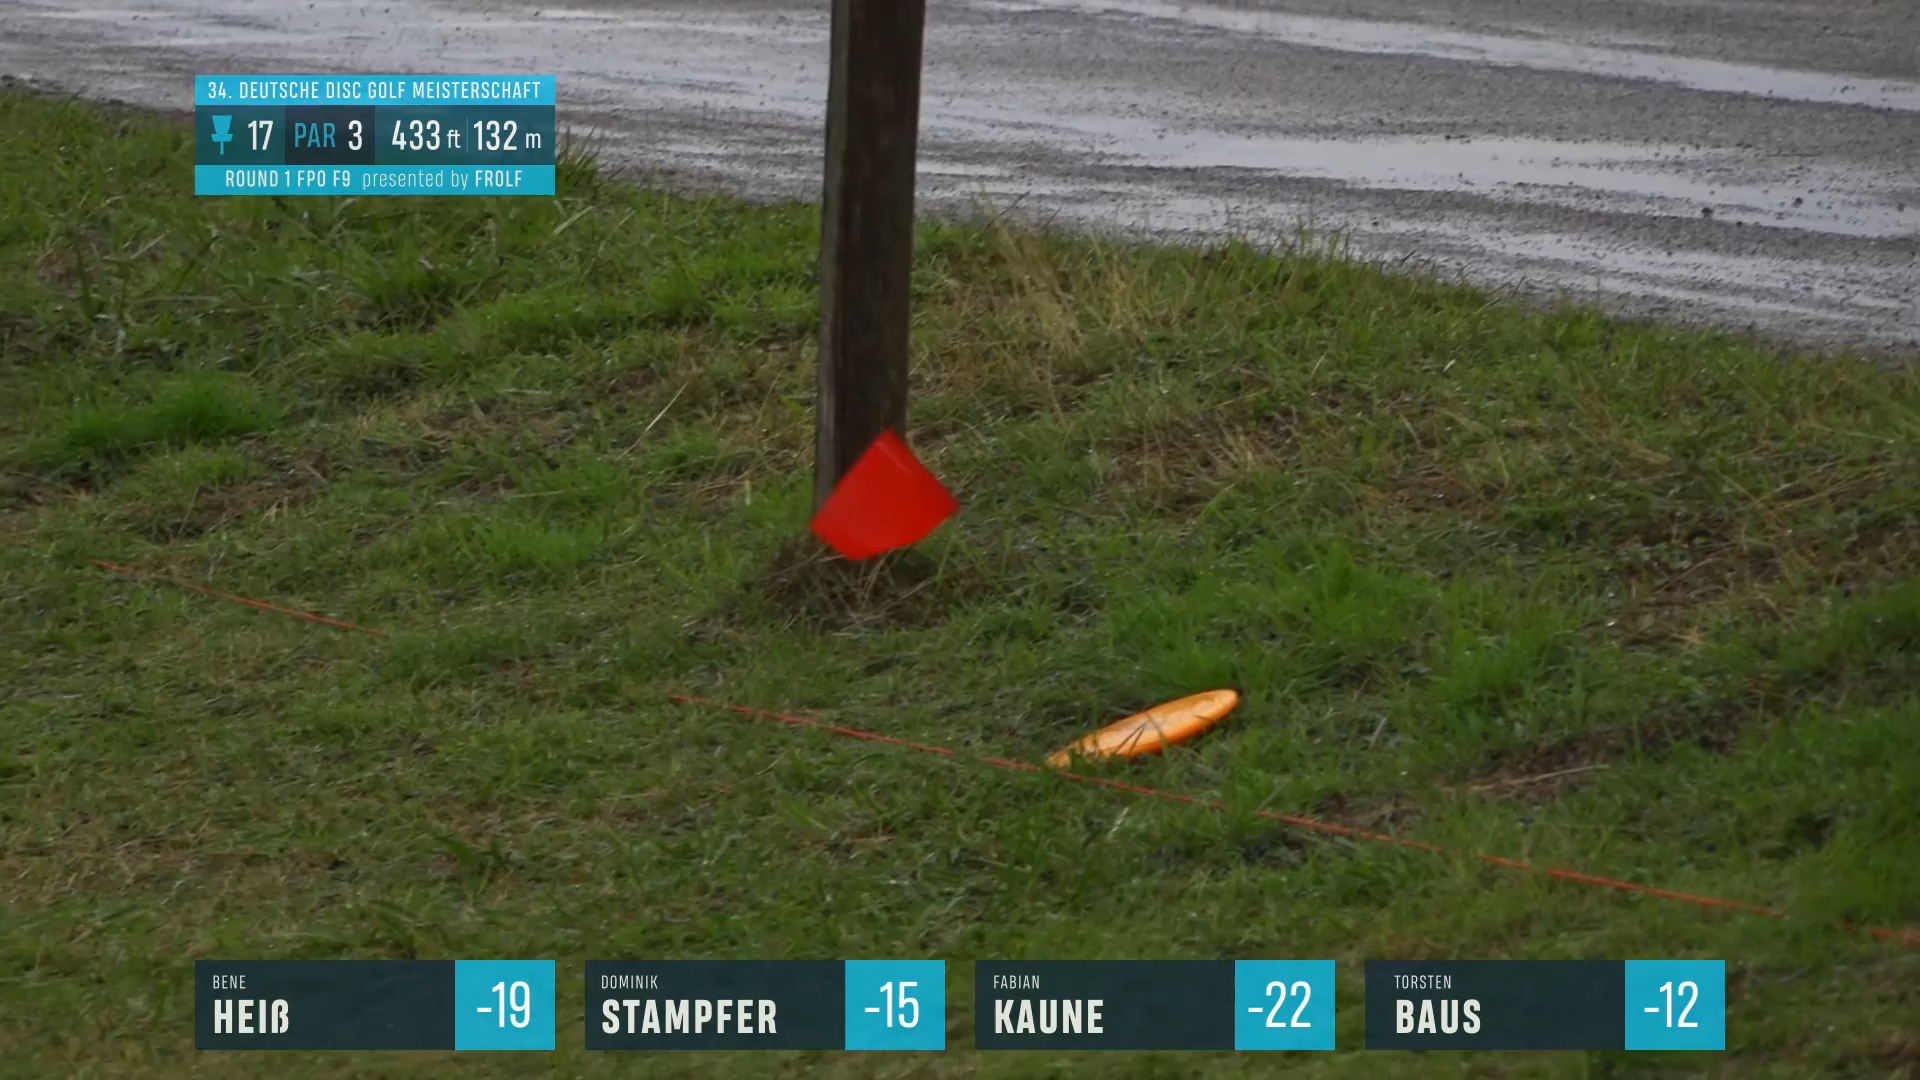 34. DEUTSCHE DISC GOLF MEISTERSCHAFT
17 PAR 3 433 ft 132 m
ROUND 1 FPO F9 presented by FROLF
BENE
HEIß
-19
DOMINIK
STAMPFER
-15
FABIAN
KAUNE
-22
TORSTEN
BAUS
-12